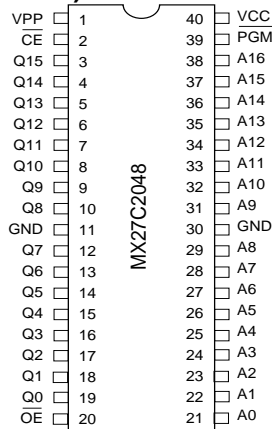 VPP 1 40 VCC
CE 2 39 PGM
Q15 3 38 A16
Q14 4 37 A15
Q13 5 36 A14
Q12 6 35 A13
Q11 7 34 A12
Q10 8 33 A11
Q9 9 32 A10
Q8 10 31 A9
GND 11 30 GND
Q7 12 29 A8
Q6 13 28 A7
Q5 14 27 A6
Q4 15 26 A5
Q3 16 25 A4
Q2 17 24 A3
Q1 18 23 A2
Q0 19 22 A1
OE 20 21 A0
MX27C2048